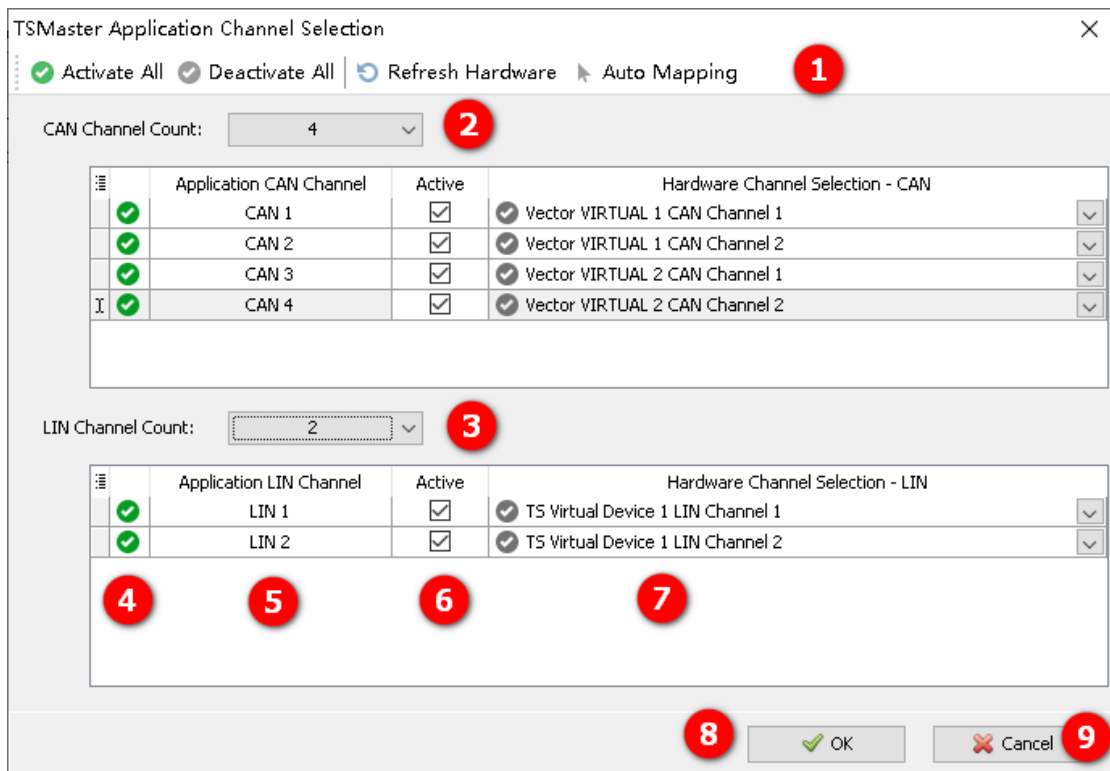 TSMaster Application Channel Selection
Activate All Deactivate All Refresh Hardware Auto Mapping 1
CAN Channel Count: 4 2
Application CAN Channel Active Hardware Channel Selection - CAN
CAN 1 Vector VIRTUAL 1 CAN Channel 1
CAN 2 Vector VIRTUAL 1 CAN Channel 2
CAN 3 Vector VIRTUAL 2 CAN Channel 1
CAN 4 Vector VIRTUAL 2 CAN Channel 2
LIN Channel Count: 2 3
Application LIN Channel Active Hardware Channel Selection - LIN
LIN 1 TS Virtual Device 1 LIN Channel 1
LIN 2 TS Virtual Device 1 LIN Channel 2
4 5 6 7
8 OK Cancel 9